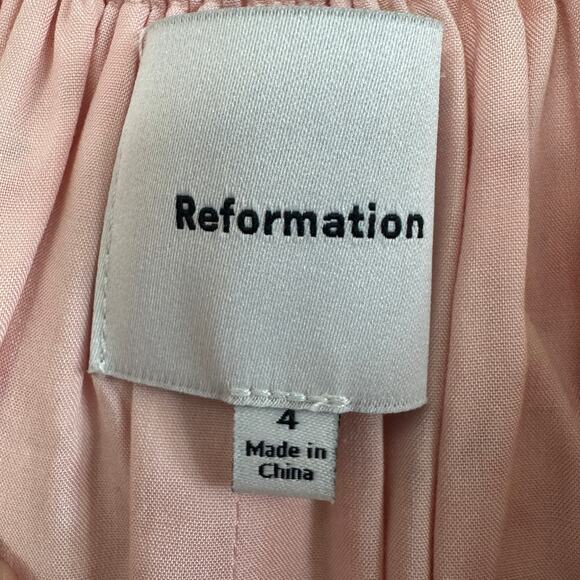 Reformation
4
Made in
China